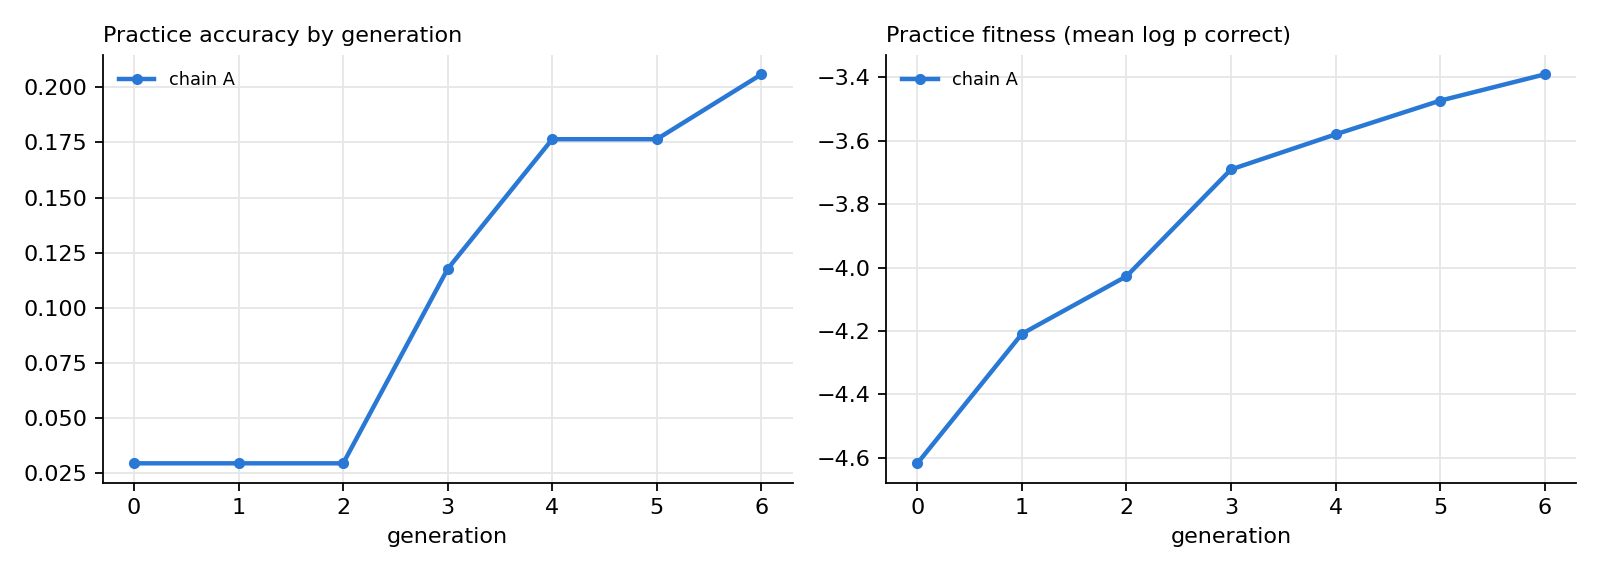 Practice accuracy by generation
chain A
0.200
0.175
0.150
0.125
0.100
0.075
0.050
0.025
0 1 2 3 4 5 6
generation
Practice fitness (mean log p correct)
chain A
−3.4
−3.6
−3.8
−4.0
−4.2
−4.4
−4.6
0 1 2 3 4 5 6
generation